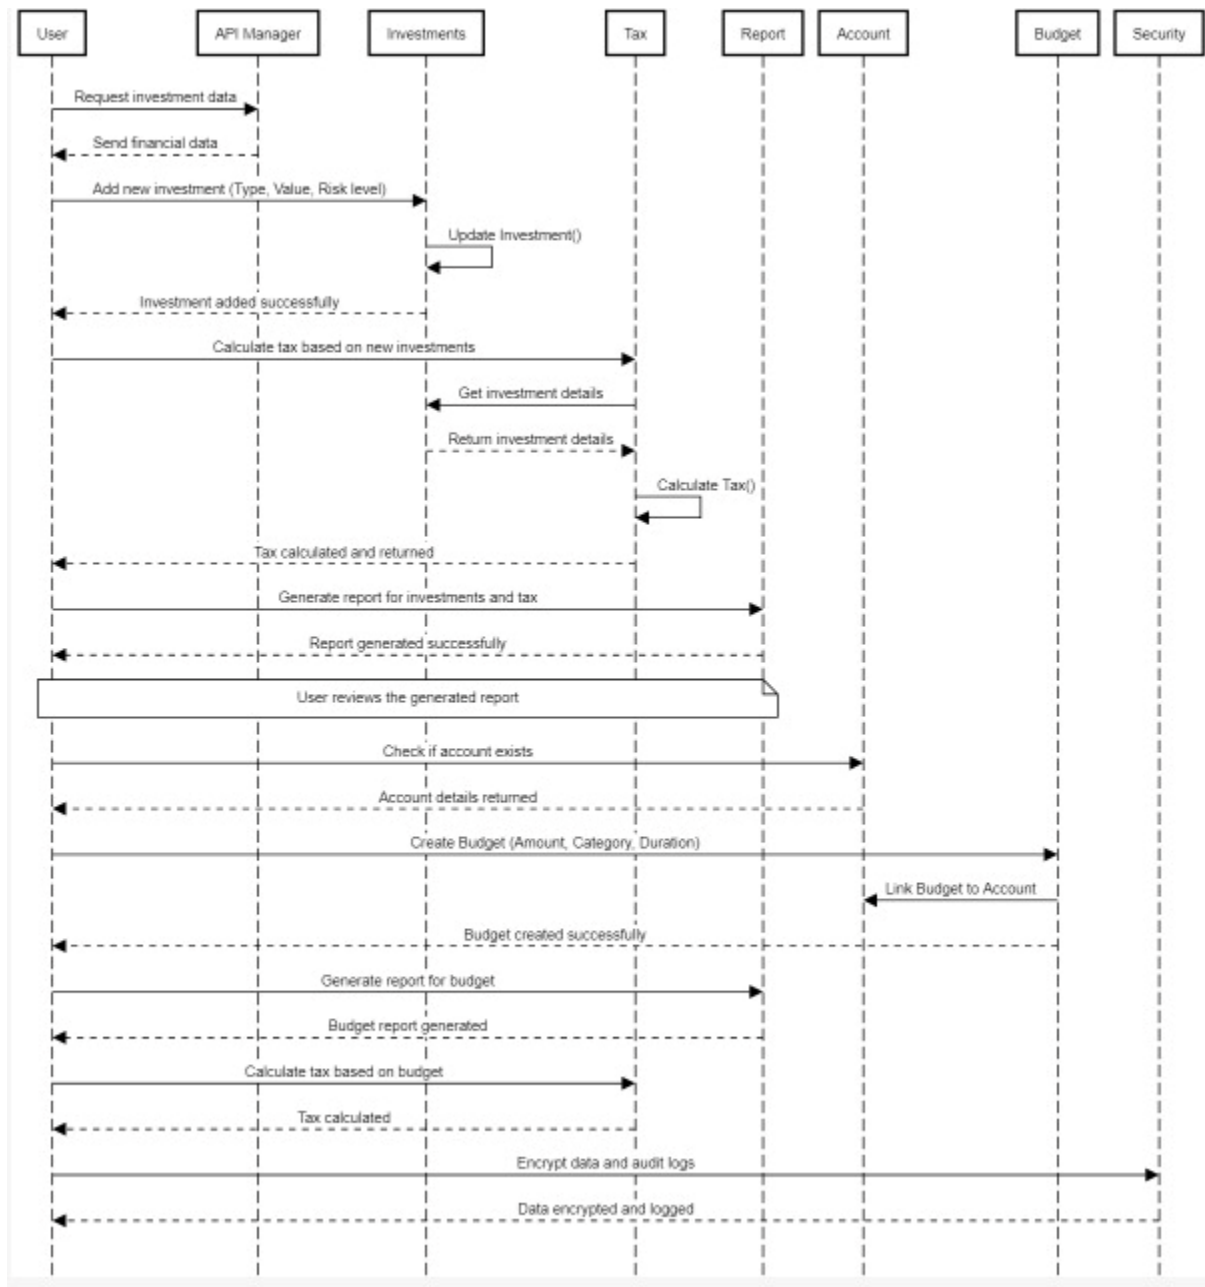 User
API Manager
Investments
Tax
Report
Account
Budget
Security
Request investment data
Send financial data
Add new investment (Type, Value, Risk level)
Update Investment()
Investment added successfully
Calculate tax based on new investments
Get investment details
Return investment details
Calculate Tax()
Tax calculated and returned
Generate report for investments and tax
Report generated successfully
User reviews the generated report
Check if account exists
Account details returned
Create Budget (Amount, Category, Duration)
Link Budget to Account
Budget created successfully
Generate report for budget
Budget report generated
Calculate tax based on budget
Tax calculated
Encrypt data and audit logs
Data encrypted and logged